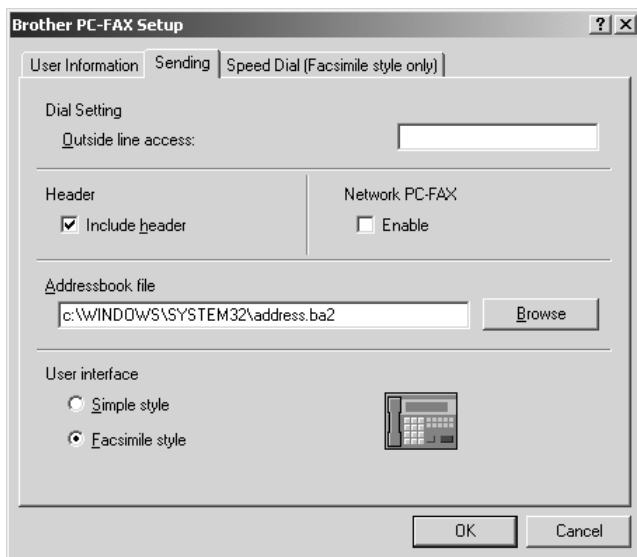 Brother PC-FAX Setup
User Information Sending Speed Dial (Facsimile style only)
Dial Setting
Outside line access:
Header Network PC-FAX
Include header Enable
Addressbook file
c:\WINDOWS\SYSTEM32\address.ba2 Browse
User interface
Simple style
Facsimile style
OK Cancel